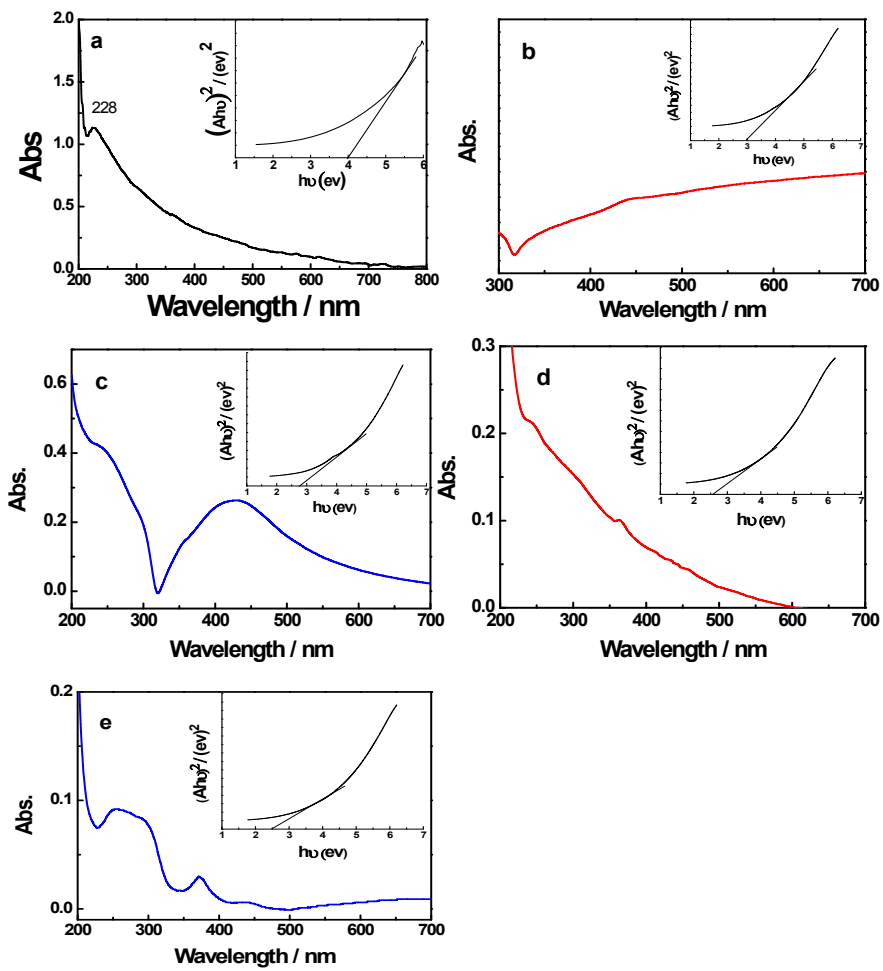 a
2.0
1.5
1.0
0.5
0.0
Abs
228
200 300 400 500 600 700 800
Wavelength / nm
(Ahυ)² / (ev)²
1 2 3 4 5 6
hυ (ev)
b
300 400 500 600 700
Wavelength / nm
(Ahυ)² / (ev)²
1 2 3 4 5 6 7
hυ (ev)
c
0.6
0.4
0.2
0.0
Abs.
200 300 400 500 600 700
Wavelength / nm
(Ahυ)² / (ev)²
1 2 3 4 5 6 7
hυ (ev)
d
0.3
0.2
0.1
0.0
Abs.
200 300 400 500 600 700
Wavelength / nm
(Ahυ)² / (ev)²
1 2 3 4 5 6 7
hυ (ev)
e
0.2
0.1
0.0
Abs.
200 300 400 500 600 700
Wavelength / nm
(Ahυ)² / (ev)²
1 2 3 4 5 6 7
hυ (ev)